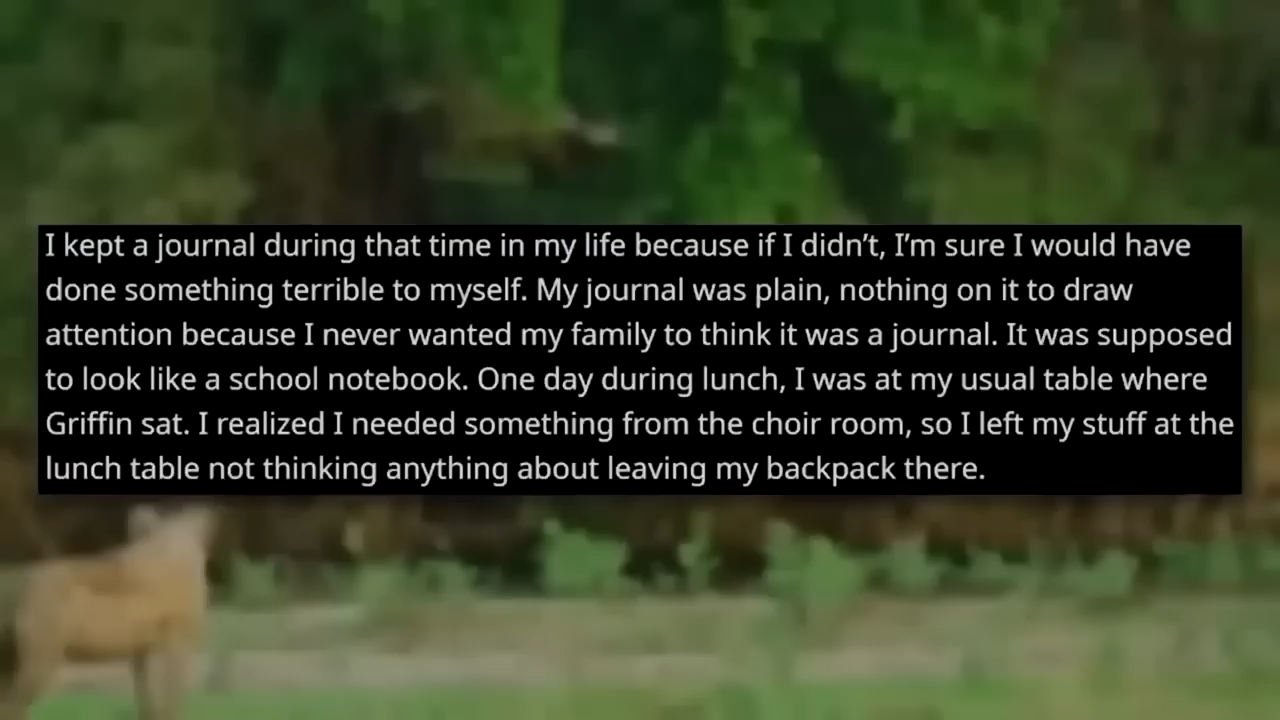 I kept a journal during that time in my life because if I didn’t, I’m sure I would have
done something terrible to myself. My journal was plain, nothing on it to draw
attention because I never wanted my family to think it was a journal. It was supposed
to look like a school notebook. One day during lunch, I was at my usual table where
Griffin sat. I realized I needed something from the choir room, so I left my stuff at the
lunch table not thinking anything about leaving my backpack there.